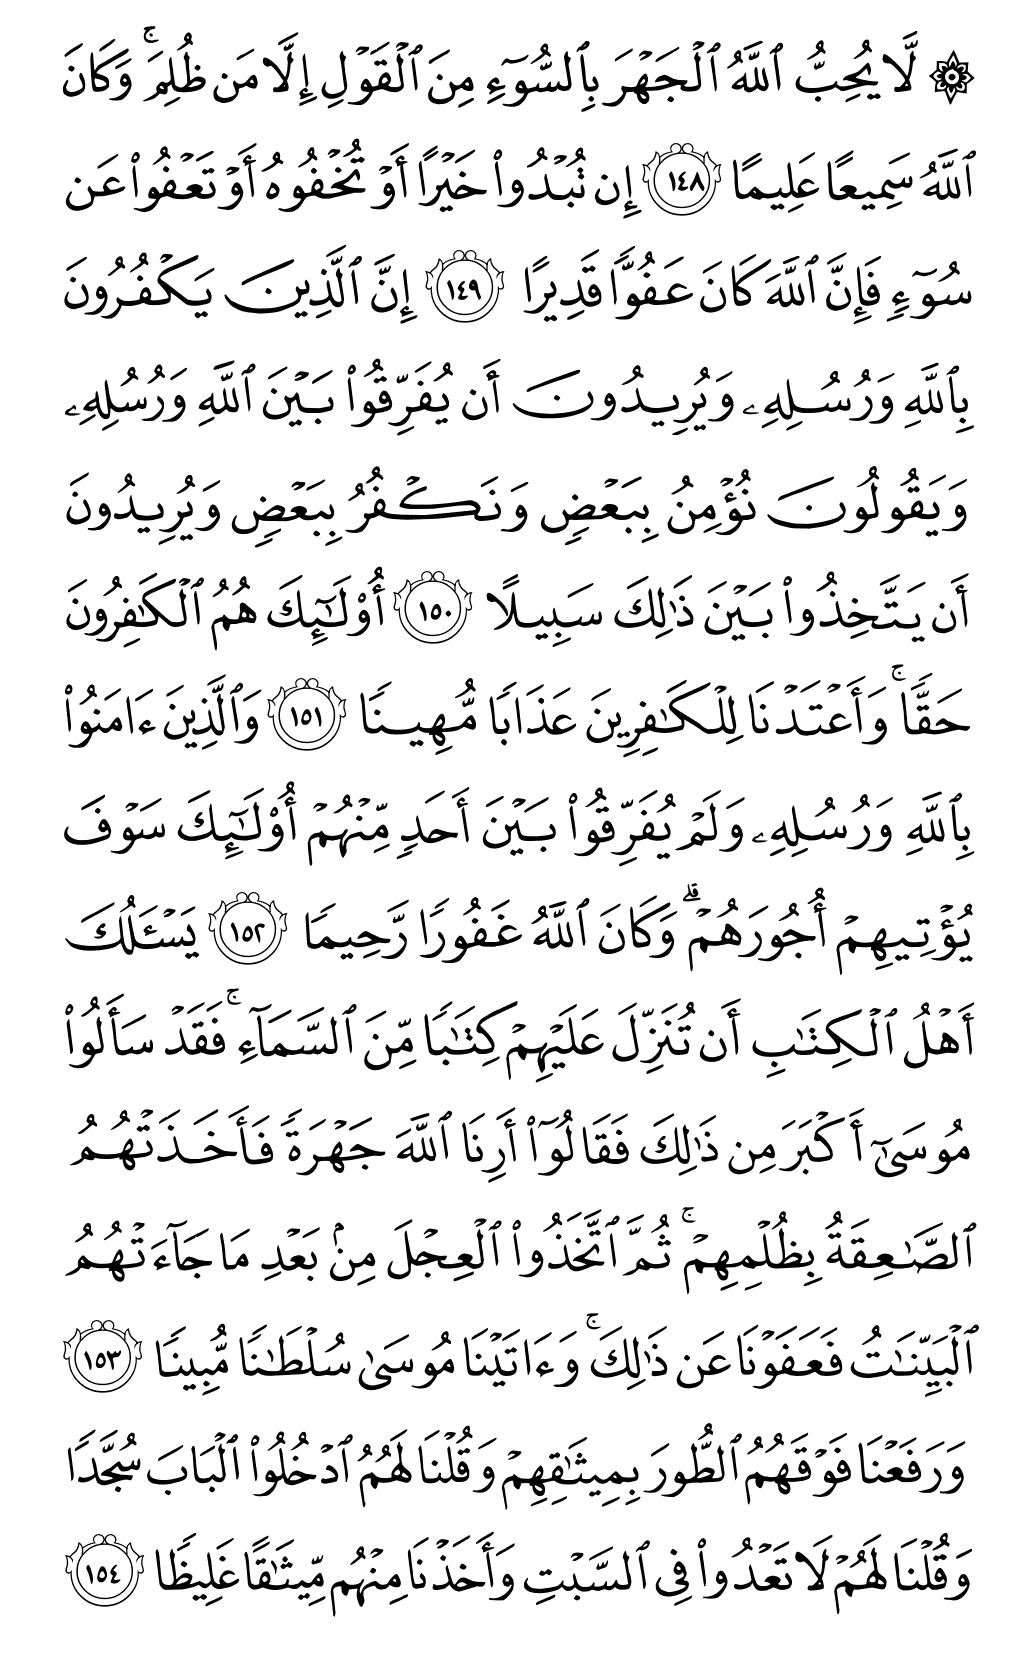 ۞ لَّا يُحِبُّ ٱللَّهُ ٱلْجَهْرَ بِٱلسُّوٓءِ مِنَ ٱلْقَوْلِ إِلَّا مَن ظُلِمَ ۚ وَكَانَ
ٱللَّهُ سَمِيعًا عَلِيمًا ١٤٨ إِن تُبْدُوا۟ خَيْرًا أَوْ تُخْفُوهُ أَوْ تَعْفُوا۟ عَن
سُوٓءٍ فَإِنَّ ٱللَّهَ كَانَ عَفُوًّا قَدِيرًا ١٤٩ إِنَّ ٱلَّذِينَ يَكْفُرُونَ
بِٱللَّهِ وَرُسُلِهِۦ وَيُرِيدُونَ أَن يُفَرِّقُوا۟ بَيْنَ ٱللَّهِ وَرُسُلِهِۦ
وَيَقُولُونَ نُؤْمِنُ بِبَعْضٍ وَنَكْفُرُ بِبَعْضٍ وَيُرِيدُونَ
أَن يَتَّخِذُوا۟ بَيْنَ ذَٰلِكَ سَبِيلًا ١٥٠ أُو۟لَـٰٓئِكَ هُمُ ٱلْكَـٰفِرُونَ
حَقًّا ۚ وَأَعْتَدْنَا لِلْكَـٰفِرِينَ عَذَابًا مُّهِينًا ١٥١ وَٱلَّذِينَ ءَامَنُوا۟
بِٱللَّهِ وَرُسُلِهِۦ وَلَمْ يُفَرِّقُوا۟ بَيْنَ أَحَدٍ مِّنْهُمْ أُو۟لَـٰٓئِكَ سَوْفَ
يُؤْتِيهِمْ أُجُورَهُمْ ۗ وَكَانَ ٱللَّهُ غَفُورًا رَّحِيمًا ١٥٢ يَسْـَٔلُكَ
أَهْلُ ٱلْكِتَـٰبِ أَن تُنَزِّلَ عَلَيْهِمْ كِتَـٰبًا مِّنَ ٱلسَّمَآءِ ۚ فَقَدْ سَأَلُوا۟
مُوسَىٰٓ أَكْبَرَ مِن ذَٰلِكَ فَقَالُوٓا۟ أَرِنَا ٱللَّهَ جَهْرَةً فَأَخَذَتْهُمُ
ٱلصَّـٰعِقَةُ بِظُلْمِهِمْ ۚ ثُمَّ ٱتَّخَذُوا۟ ٱلْعِجْلَ مِنۢ بَعْدِ مَا جَآءَتْهُمُ
ٱلْبَيِّنَـٰتُ فَعَفَوْنَا عَن ذَٰلِكَ ۚ وَءَاتَيْنَا مُوسَىٰ سُلْطَـٰنًا مُّبِينًا ١٥٣
وَرَفَعْنَا فَوْقَهُمُ ٱلطُّورَ بِمِيثَـٰقِهِمْ وَقُلْنَا لَهُمُ ٱدْخُلُوا۟ ٱلْبَابَ سُجَّدًا
وَقُلْنَا لَهُمْ لَا تَعْدُوا۟ فِى ٱلسَّبْتِ وَأَخَذْنَا مِنْهُم مِّيثَـٰقًا غَلِيظًا ١٥٤